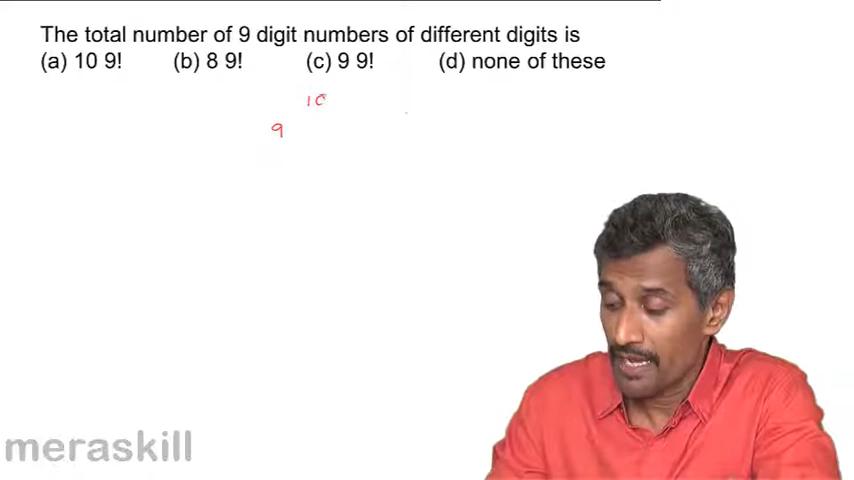 The total number of 9 digit numbers of different digits is
(a) 10 9! (b) 8 9! (c) 9 9! (d) none of these
10
9
meraskill